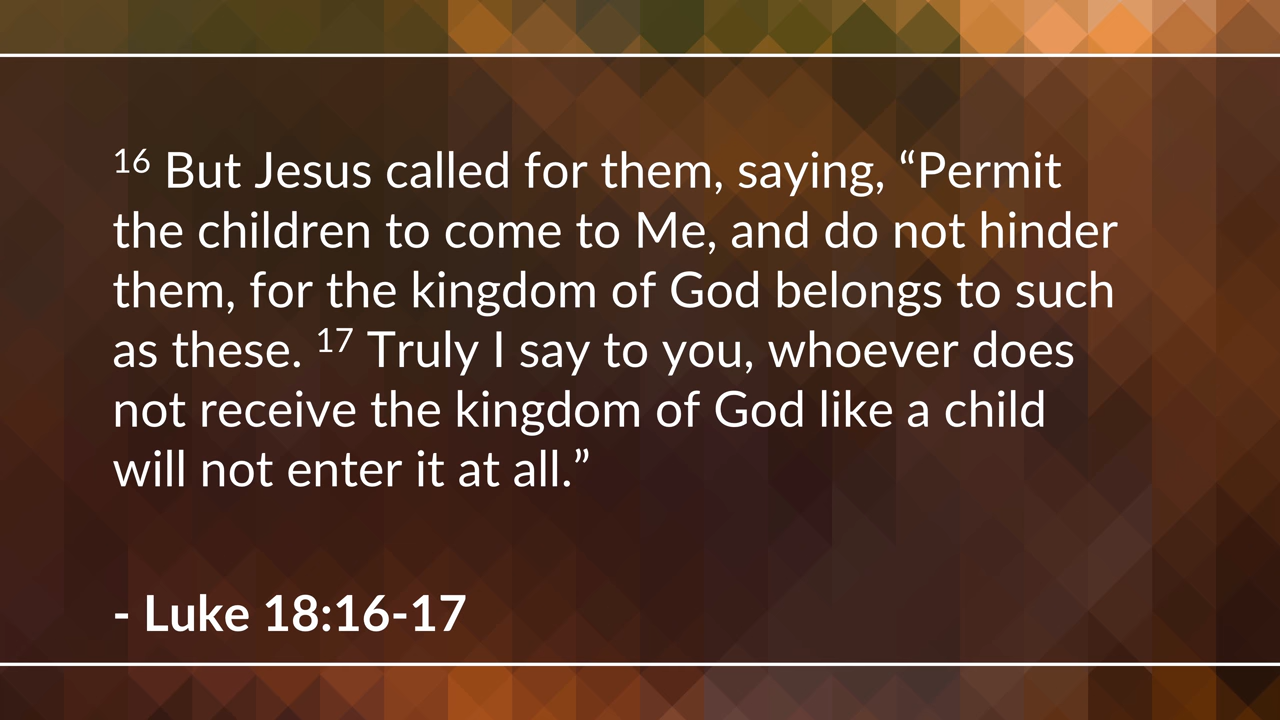 16 But Jesus called for them, saying, “Permit
the children to come to Me, and do not hinder
them, for the kingdom of God belongs to such
as these. 17 Truly I say to you, whoever does
not receive the kingdom of God like a child
will not enter it at all.”
- Luke 18:16-17